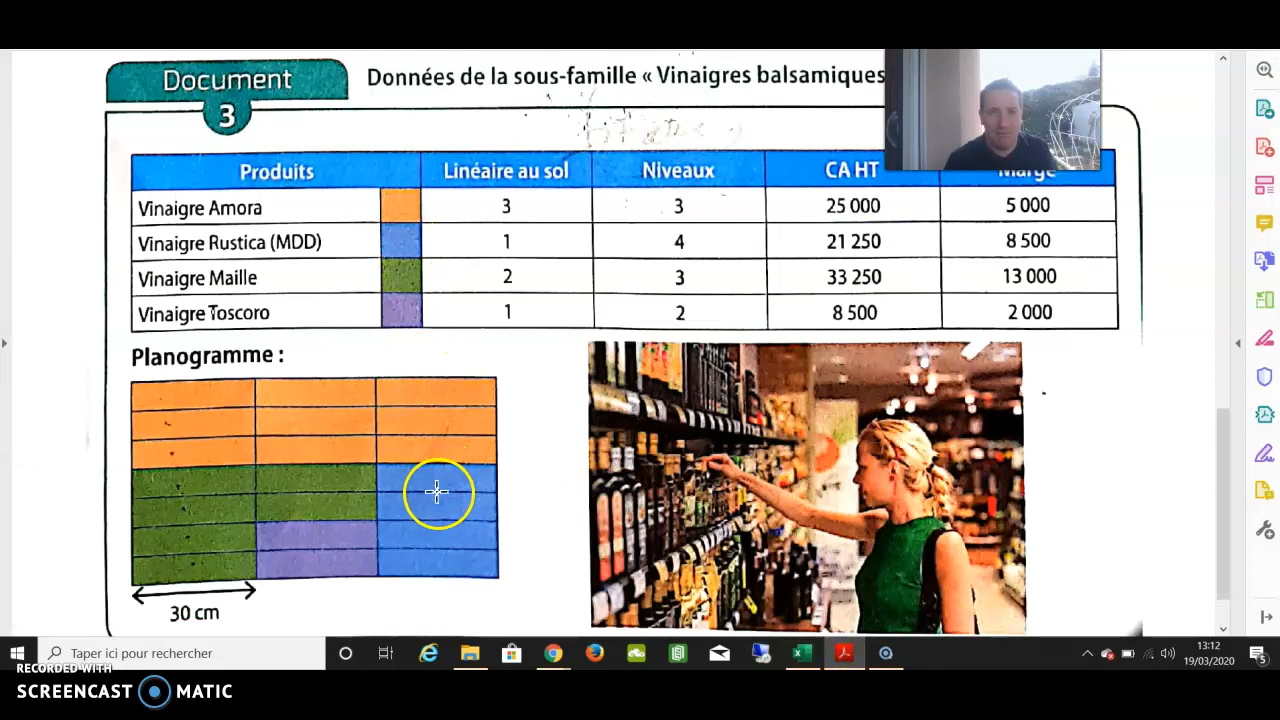 Document
3
Données de la sous-famille « Vinaigres balsamiques
Produits Linéaire au sol Niveaux CA HT Marge
Vinaigre Amora 3 3 25 000 5 000
Vinaigre Rustica (MDD) 1 4 21 250 8 500
Vinaigre Maille 2 3 33 250 13 000
Vinaigre Toscoro 1 2 8 500 2 000
Planogramme :
30 cm
Taper ici pour rechercher
13:12
19/03/2020
5
RECORDED WITH
SCREENCAST MATIC